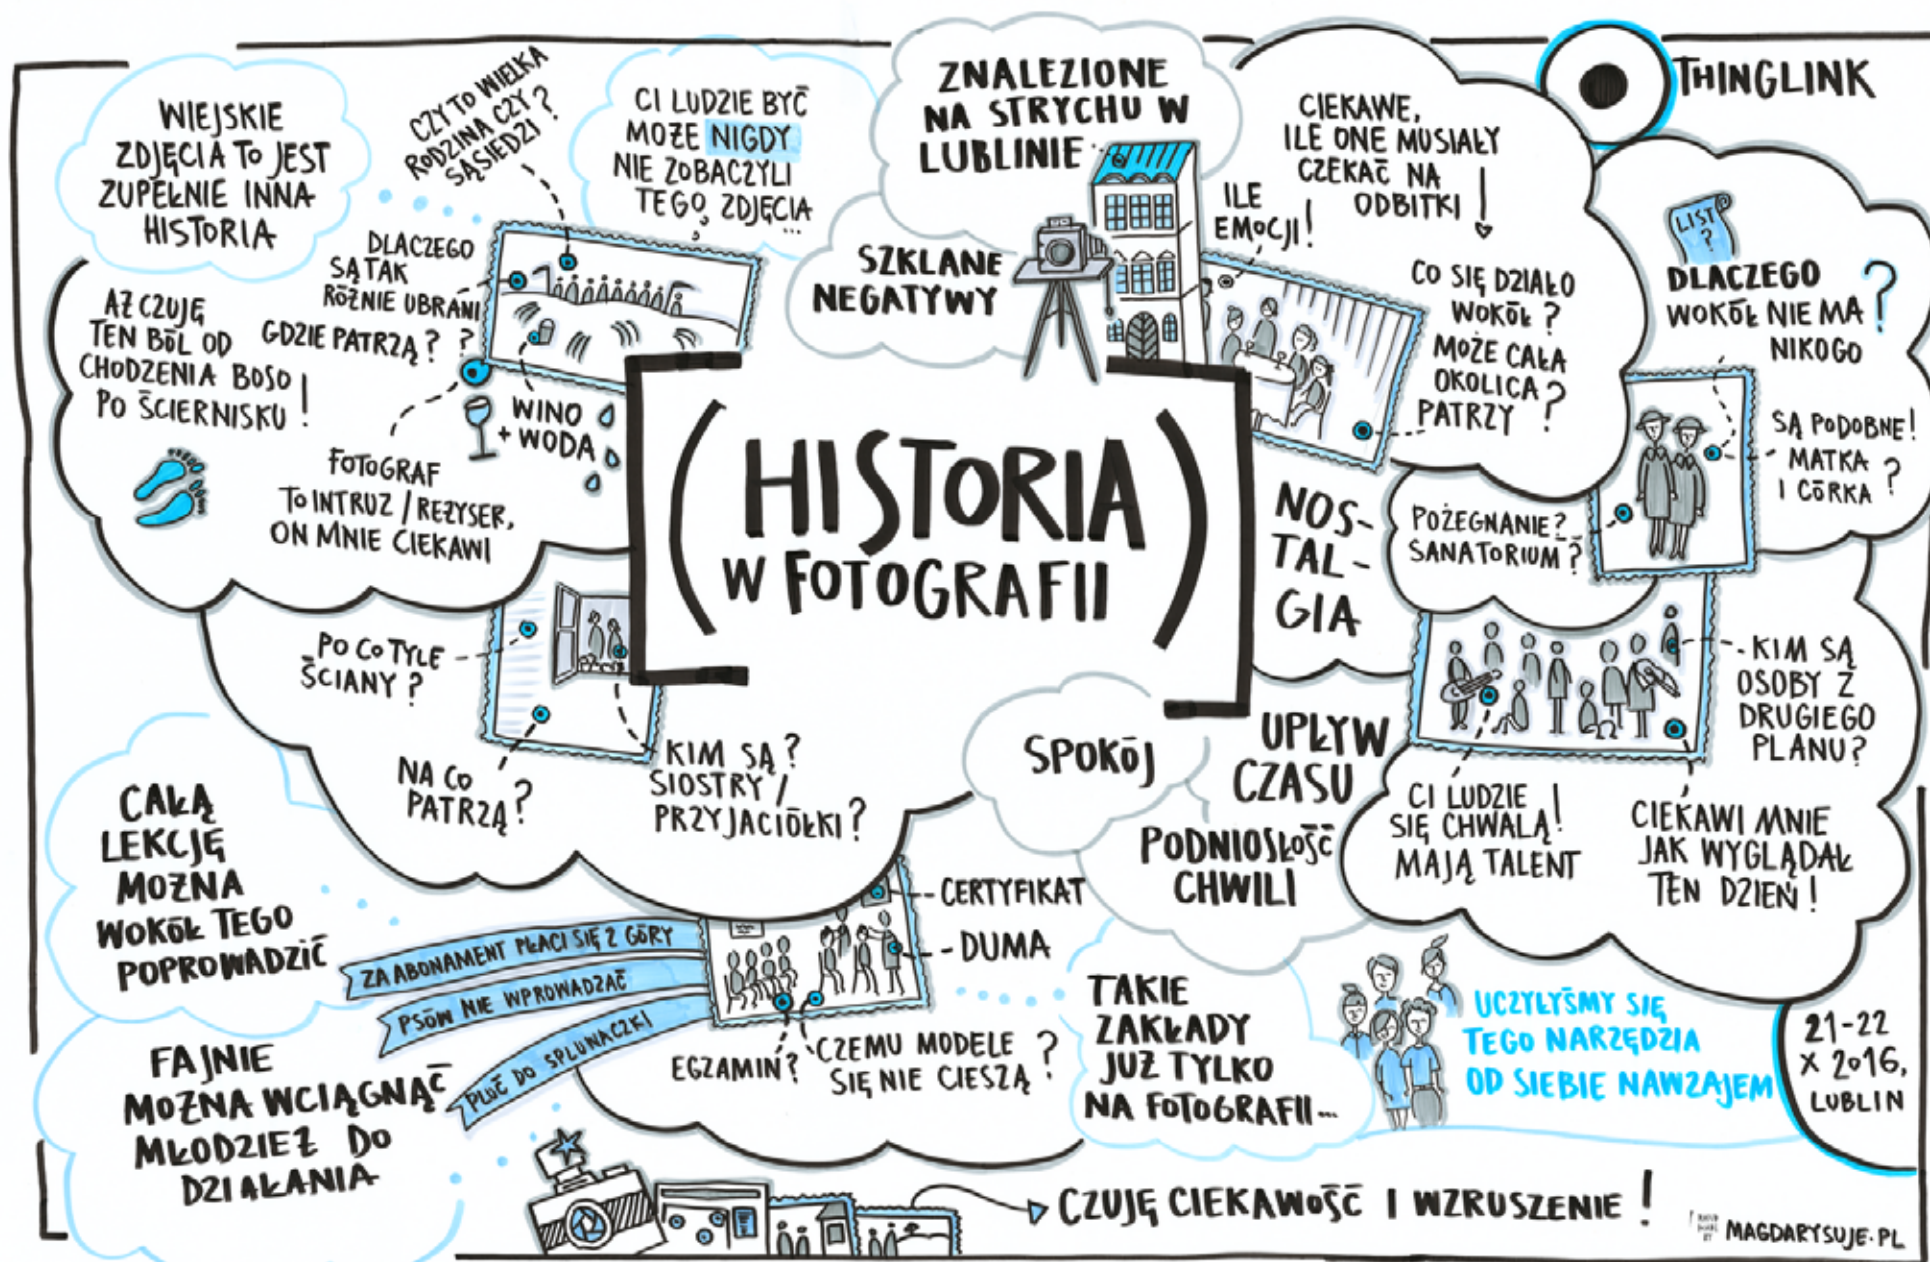 WIEJSKIE
ZDJĘCIA TO JEST
ZUPEŁNIE INNA
HISTORIA
CZY TO WIELKA
RODZINA CZY
SĄSIEDZI?
CI LUDZIE BYĆ
MOŻE NIGDY
NIE ZOBACZYLI
TEGO ZDJĘCIA
...
DLACZEGO
SĄ TAK
RÓŻNIE UBRANI
?
GDZIE PATRZĄ?
AŻ CZUJĘ
TEN BÓL OD
CHODZENIA BOSO
PO ŚCIERNISKU!
WINO
+ WODA
FOTOGRAF
TO INTRUZ / REŻYSER,
ON MNIE CIEKAWI
ZNALEZIONE
NA STRYCHU W
LUBLINIE
SZKLANE
NEGATYWY
ILE
EMOCJI!
CIEKAWE,
ILE ONE MUSIAŁY
CZEKAĆ NA
ODBITKI!
CO SIĘ DZIAŁO
WOKÓŁ?
MOŻE CAŁA
OKOLICA
PATRZY?
THINGLINK
LIST
?
DLACZEGO
WOKÓŁ NIE MA
NIKOGO?
SĄ PODOBNE!
MATKA
I CÓRKA?
POŻEGNANIE?
SANATORIUM?
(HISTORIA
W FOTOGRAFII)
NOS-
TAL-
GIA
PO CO TYLE
ŚCIANY?
NA CO
PATRZĄ?
KIM SĄ?
SIOSTRY /
PRZYJACIÓŁKI?
SPOKÓJ
UPŁYW
CZASU
PODNIOSŁOŚĆ
CHWILI
KIM SĄ
OSOBY Z
DRUGIEGO
PLANU?
CI LUDZIE
SIĘ CHWALĄ!
MAJĄ TALENT
CIEKAWI MNIE
JAK WYGLĄDAŁ
TEN DZIEŃ!
CAŁĄ
LEKCJĘ
MOŻNA
WOKÓŁ TEGO
POPROWADZIĆ
ZA ABONAMENT PŁACI SIĘ Z GÓRY
PSÓW NIE WPROWADZAĆ
PLUĆ DO SPLUWACZKI
CERTYFIKAT
DUMA
EGZAMIN?
CZEMU MODELE
SIĘ NIE CIESZĄ?
TAKIE
ZAKŁADY
JUŻ TYLKO
NA FOTOGRAFII...
FAJNIE
MOŻNA WCIĄGNĄĆ
MŁODZIEŻ DO
DZIAŁANIA
UCZYŁYŚMY SIĘ
TEGO NARZĘDZIA
OD SIEBIE NAWZAJEM
21-22
X 2016,
LUBLIN
CZUJĘ CIEKAWOŚĆ I WZRUSZENIE!
MAGDARYSUJE.PL